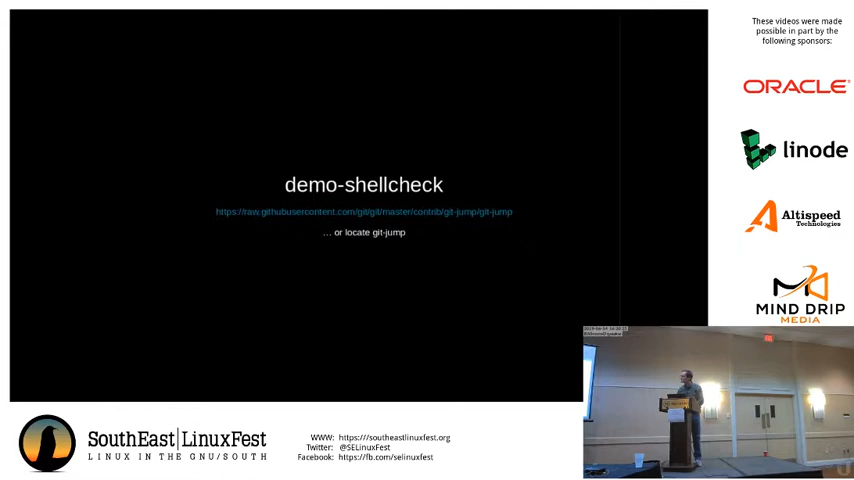 These videos were made
possible in part by the
following sponsors:
ORACLE
linode
Altispeed
Technologies
MIND DRIP
MEDIA
demo-shellcheck
https://raw.githubusercontent.com/git/git/master/contrib/git-jump/git-jump
... or locate git-jump
SouthEast|LinuxFest
LINUX IN THE GNU/SOUTH
WWW: https:///southeastlinuxfest.org
Twitter: @SELinuxFest
Facebook: https://fb.com/selinuxfest